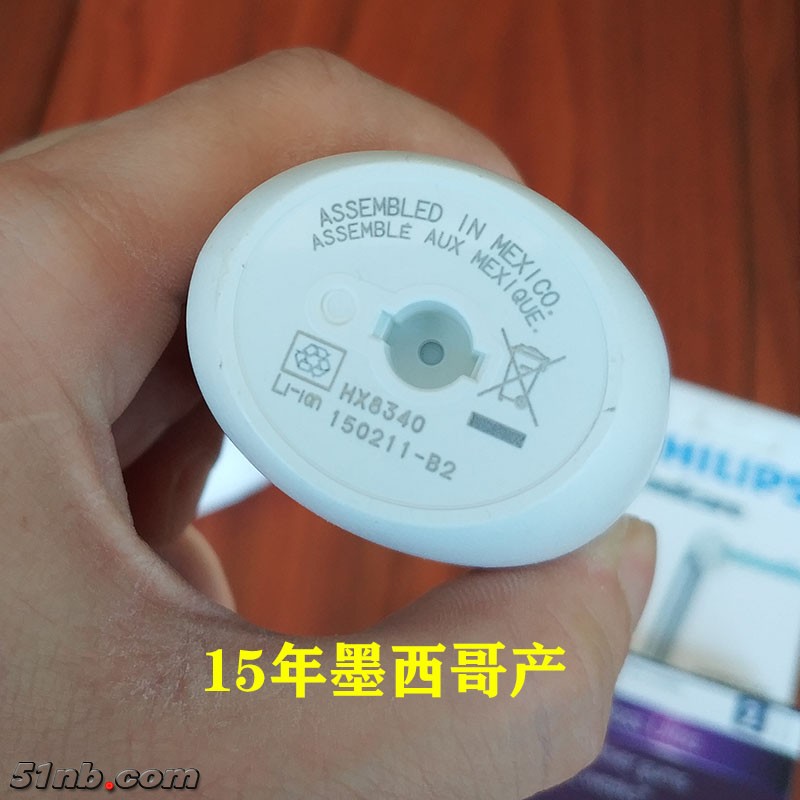 ASSEMBLED IN MEXICO.
ASSEMBLÉ AUX MEXIQUE.
HX8340
Li-ion 150211-B2
PHILIPS
15年墨西哥产
51nb.com